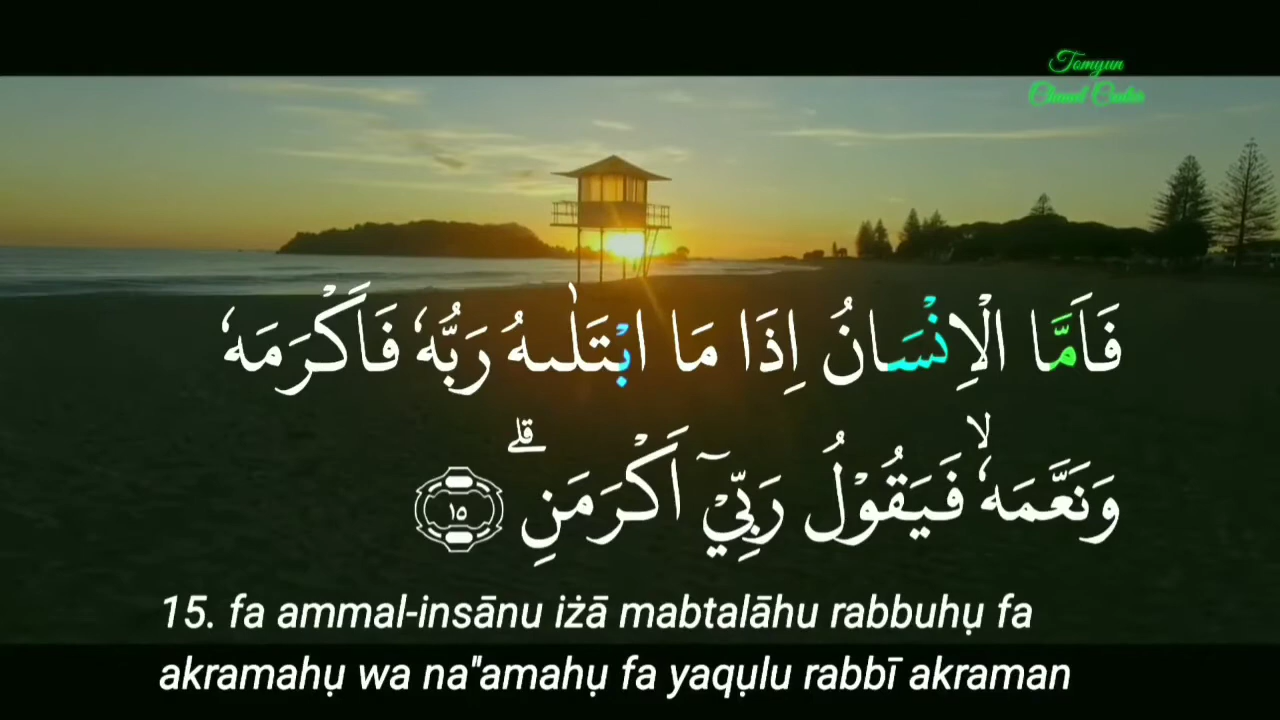 Tomyun
فَاَمَّا الْاِنْسَانُ اِذَا مَا ابْتَلٰىهُ رَبُّهٗ فَاَكْرَمَهٗ
وَنَعَّمَهٗۙ فَيَقُوْلُ رَبِّيْٓ اَكْرَمَنِۗ ١٥
15. fa ammal-insānu iżā mabtalāhu rabbuhụ fa
akramahụ wa na"amahụ fa yaqụlu rabbī akraman